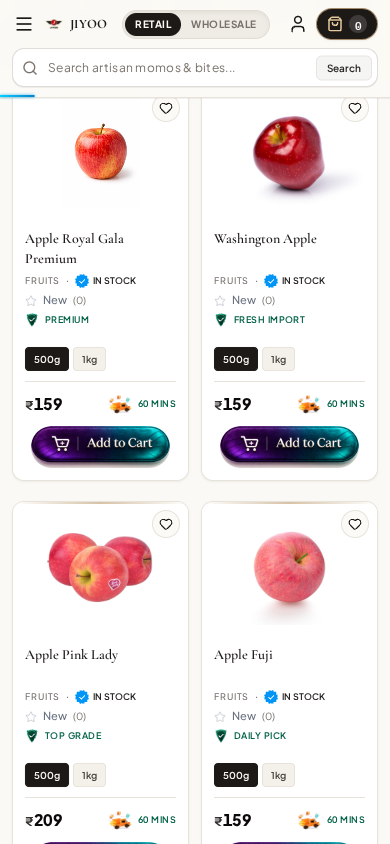 JIYOO RETAIL WHOLESALE 0
Search artisan momos & bites... Search
Apple Royal Gala Premium
FRUITS · IN STOCK
New (0)
PREMIUM
500g 1kg
₹159 60 MINS
Add to Cart
Washington Apple
FRUITS · IN STOCK
New (0)
FRESH IMPORT
500g 1kg
₹159 60 MINS
Add to Cart
Apple Pink Lady
FRUITS · IN STOCK
New (0)
TOP GRADE
500g 1kg
₹209 60 MINS
Apple Fuji
FRUITS · IN STOCK
New (0)
DAILY PICK
500g 1kg
₹159 60 MINS